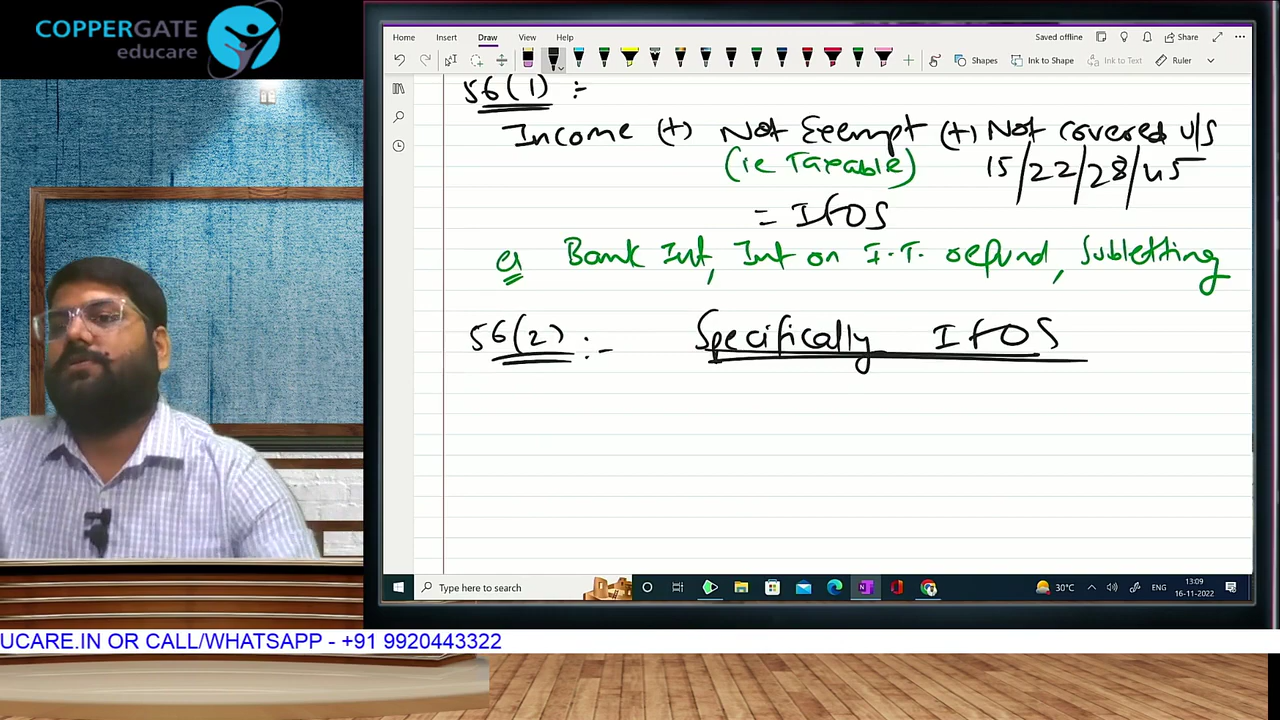 COPPERGATE
educare
Home Insert Draw View Help
Saved offline
Share
Shapes
Ink to Shape
Ink to Text
Ruler
56(1) :-
Income (+) Not Exempt (+) Not covered u/s
(ie Taxable) 15/22/28/45
= IFOS
eg Bank Int, Int on I.T. refund, Subletting
56(2) :- Specifically IFOS
Type here to search
30°C
ENG
13:09
16-11-2022
UCARE.IN OR CALL/WHATSAPP - +91 9920443322